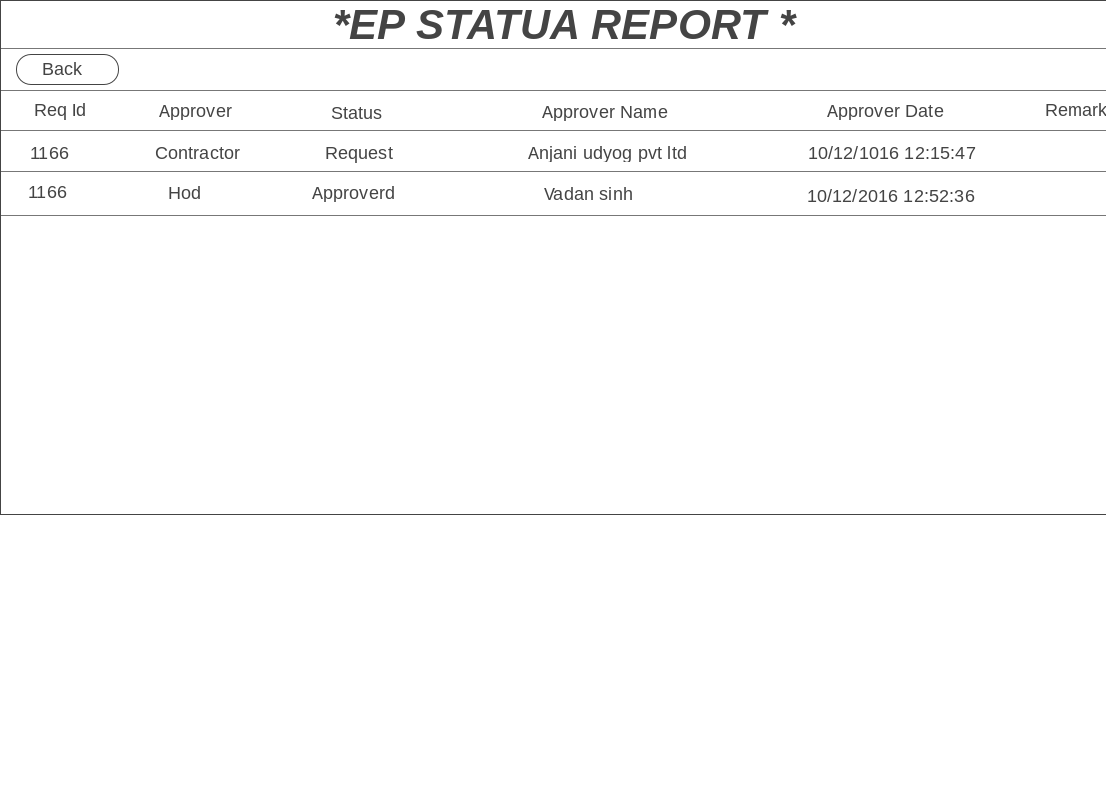 *EP STATUA REPORT *
Back
Req Id Approver Status Approver Name Approver Date Remark
1166 Contractor Request Anjani udyog pvt ltd 10/12/1016 12:15:47
1166 Hod Approverd Vadan sinh 10/12/2016 12:52:36